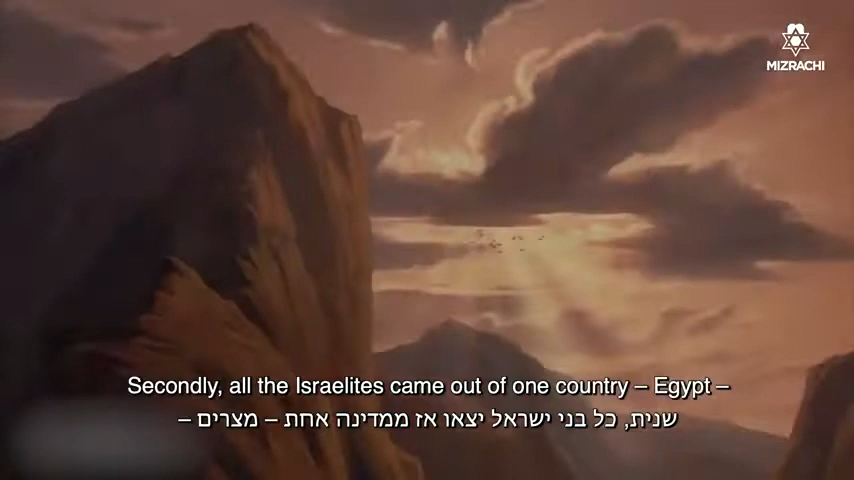 MIZRACHI
Secondly, all the Israelites came out of one country – Egypt –
שנית, כל בני ישראל יצאו אז ממדינה אחת – מצרים –